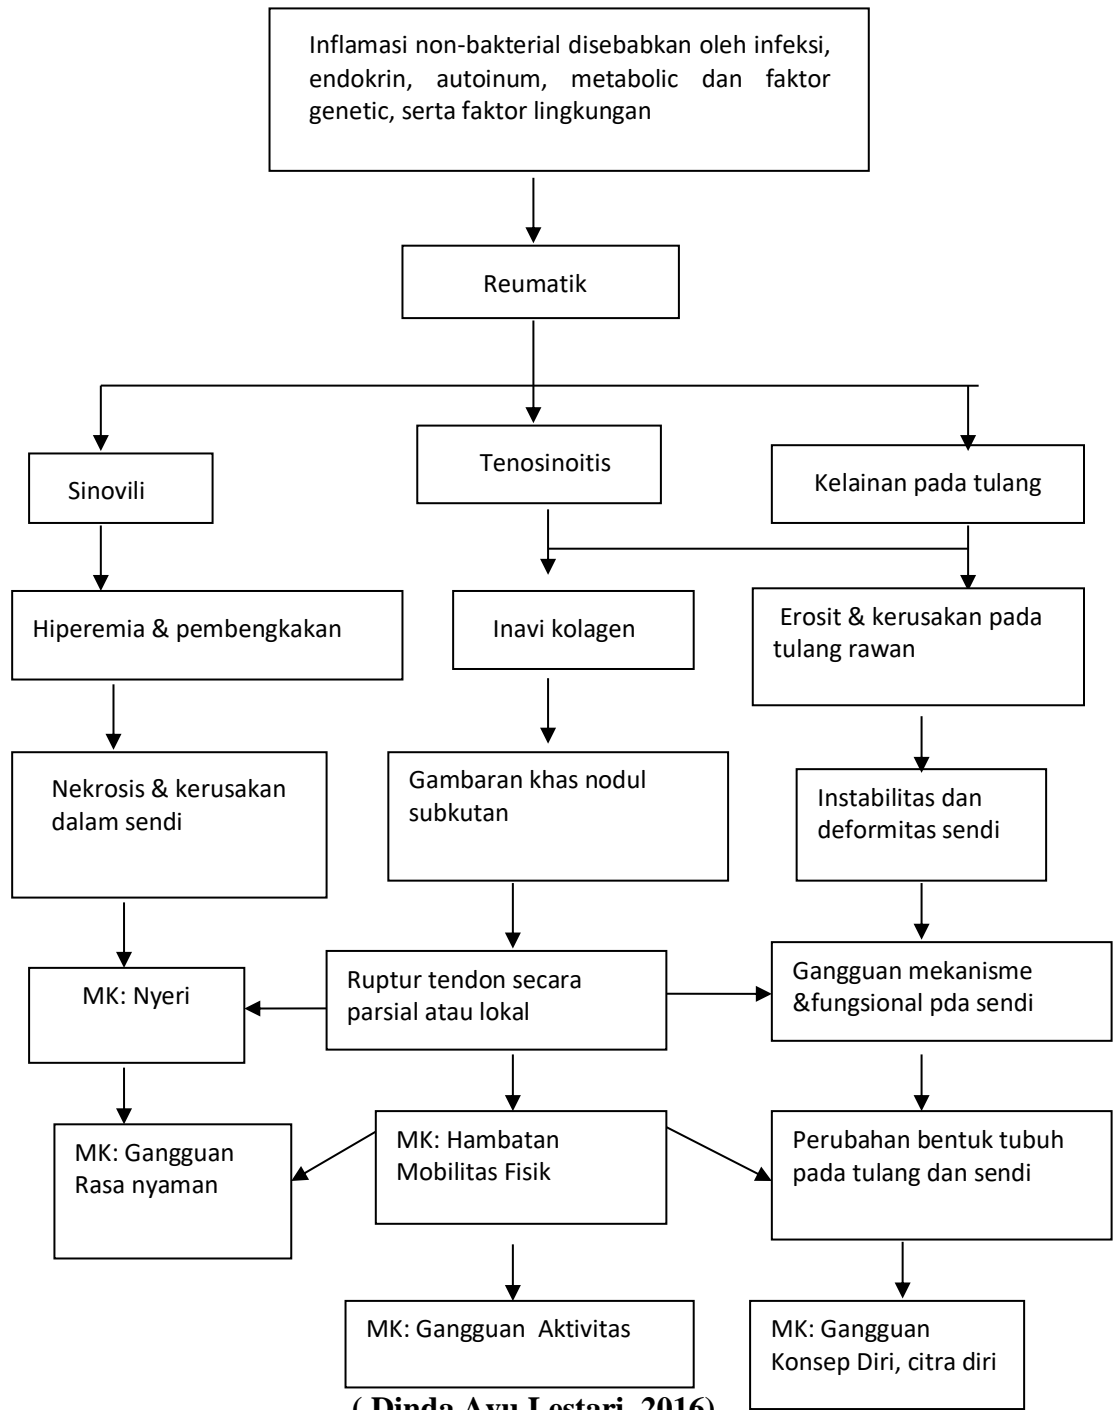 Inflamasi non-bakterial disebabkan oleh infeksi,
endokrin, autoinum, metabolic dan faktor
genetic, serta faktor lingkungan
Reumatik
Sinovili
Tenosinoitis
Kelainan pada tulang
Hiperemia & pembengkakan
Inavi kolagen
Erosit & kerusakan pada
tulang rawan
Nekrosis & kerusakan
dalam sendi
Gambaran khas nodul
subkutan
Instabilitas dan
deformitas sendi
MK: Nyeri
Ruptur tendon secara
parsial atau lokal
Gangguan mekanisme
&fungsional pda sendi
MK: Gangguan
Rasa nyaman
MK: Hambatan
Mobilitas Fisik
Perubahan bentuk tubuh
pada tulang dan sendi
MK: Gangguan  Aktivitas
MK: Gangguan
Konsep Diri, citra diri
( Dinda Ayu Lestari, 2016)